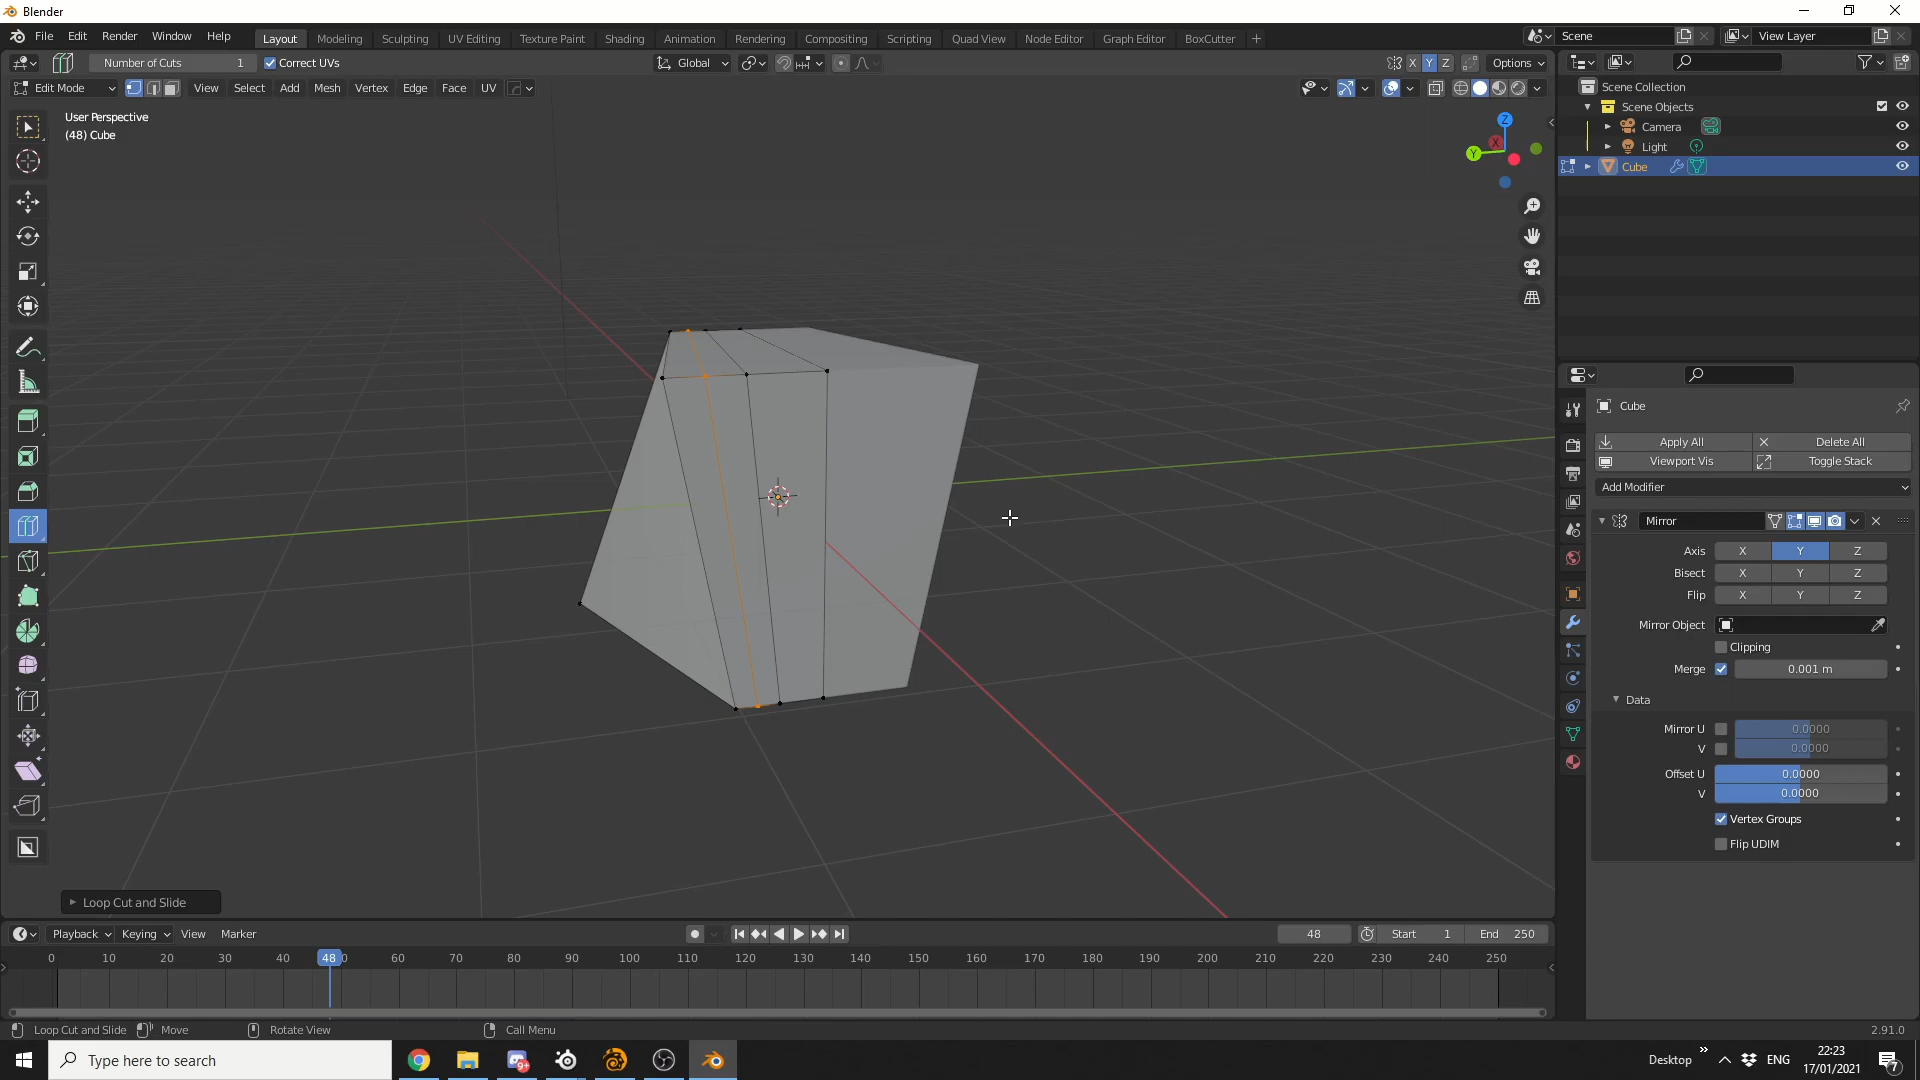 Blender
File Edit Render Window Help Layout Modeling Sculpting UV Editing Texture Paint Shading Animation Rendering Compositing Scripting Quad View Node Editor Graph Editor BoxCutter + Scene View Layer
Number of Cuts 1 Correct UVs Global X Y Z Options
Edit Mode View Select Add Mesh Vertex Edge Face UV
User Perspective
(48) Cube
Z
X
Y
Scene Collection
Scene Objects
Camera
Light
Cube
Cube
Apply All Delete All
Viewport Vis Toggle Stack
Add Modifier
Mirror
Axis X Y Z
Bisect X Y Z
Flip X Y Z
Mirror Object
Clipping
Merge 0.001 m
Data
Mirror U 0.0000
V 0.0000
Offset U 0.0000
V 0.0000
Vertex Groups
Flip UDIM
Loop Cut and Slide
Playback Keying View Marker 48 Start 1 End 250
0 10 20 30 40 48 0 60 70 80 90 100 110 120 130 140 150 160 170 180 190 200 210 220 230 240 250
Loop Cut and Slide Move Rotate View Call Menu 2.91.0
Type here to search Desktop » ENG 22:23
17/01/2021
9+
7